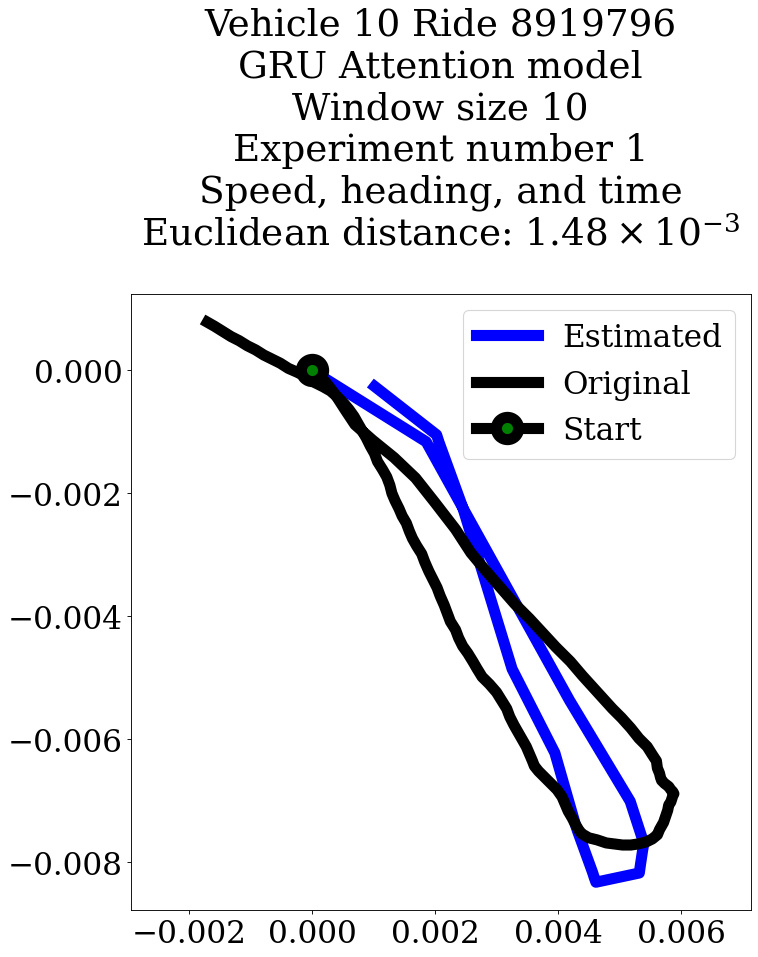 Vehicle 10 Ride 8919796
GRU Attention model
Window size 10
Experiment number 1
Speed, heading, and time
Euclidean distance: 1.48 × 10⁻³
Estimated
Original
Start
0.000
−0.002
−0.004
−0.006
−0.008
−0.002 0.000 0.002 0.004 0.006